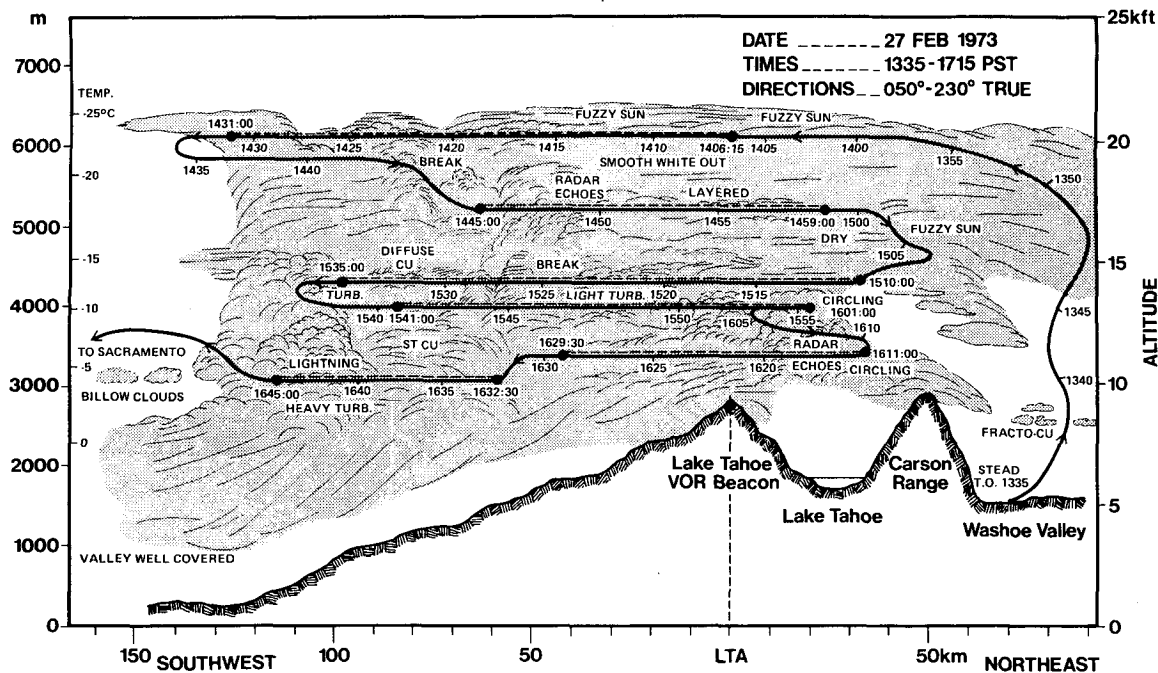 m
25kft
DATE ________ 27 FEB 1973
TIMES ________ 1335-1715 PST
DIRECTIONS__ 050°-230° TRUE
7000
TEMP.
-25°C
FUZZY SUN
FUZZY SUN
1431:00
6000
20
1430
1425
1420
1415
1410
1406:15
1405
1400
1355
1350
1435
1440
BREAK
SMOOTH WHITE OUT
-20
RADAR
ECHOES
LAYERED
1445:00
1450
1455
1459:00
1500
5000
DRY
FUZZY SUN
1505
DIFFUSE
CU
BREAK
-15
15
1535:00
1510:00
TURB.
1530
1525
LIGHT TURB.
1520
1515
CIRCLING
1601:00
4000
-10
1540
1541:00
1545
1550
1555
1605
1610
1345
TO SACRAMENTO
ST CU
1629:30
RADAR
ECHOES
1611:00
CIRCLING
-5
LIGHTNING
1630
1625
1620
1340
3000
10
BILLOW CLOUDS
1645:00
1640
1635
1632:30
HEAVY TURB.
FRACTO-CU
0
2000
Lake Tahoe
VOR Beacon
Carson
Range
STEAD
T.O. 1335
Lake Tahoe
Washoe Valley
5
1000
VALLEY WELL COVERED
ALTITUDE
0
0
150
SOUTHWEST
100
50
LTA
50km
NORTHEAST